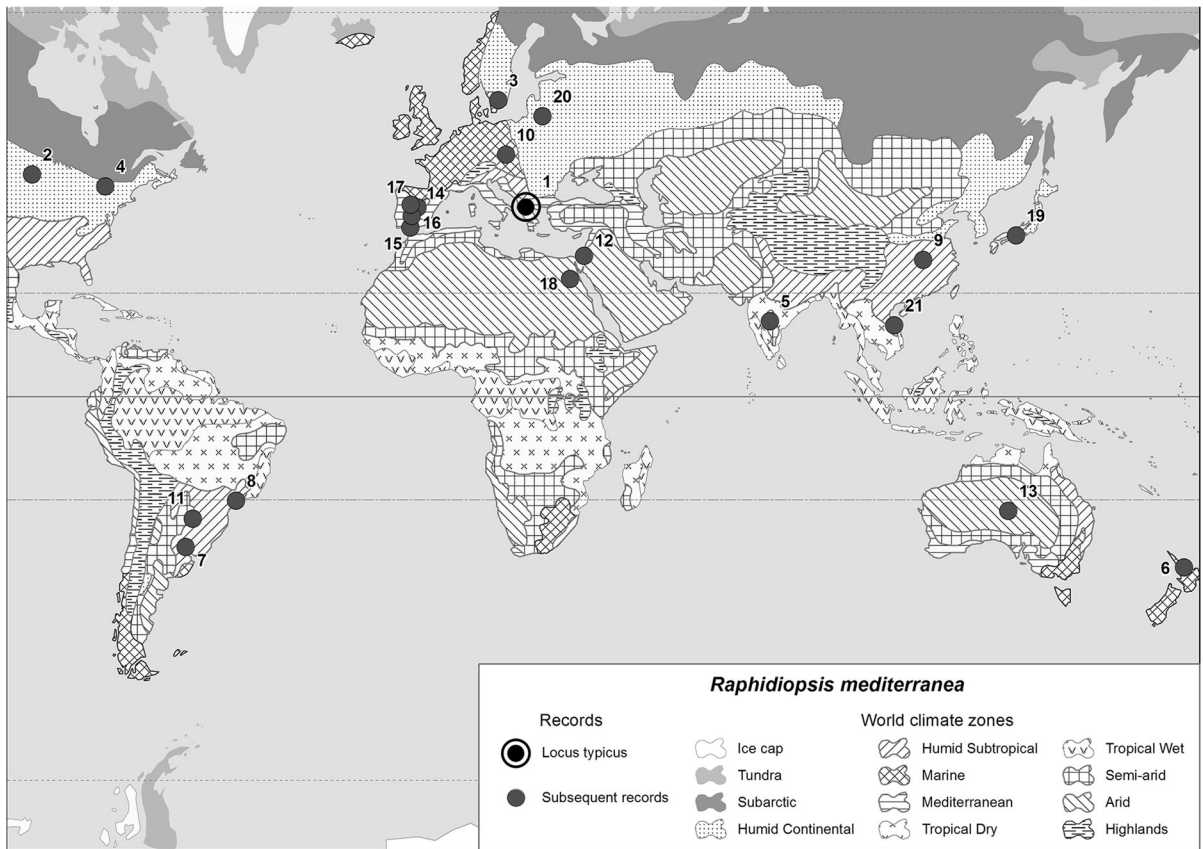 3
20
2
4
10
1
17
14
16
15
12
19
9
18
5
21
8
11
13
7
6
Raphidiopsis mediterranea
Records
World climate zones
Locus typicus
Subsequent records
Ice cap
Tundra
Subarctic
Humid Continental
Humid Subtropical
Marine
Mediterranean
Tropical Dry
Tropical Wet
Semi-arid
Arid
Highlands